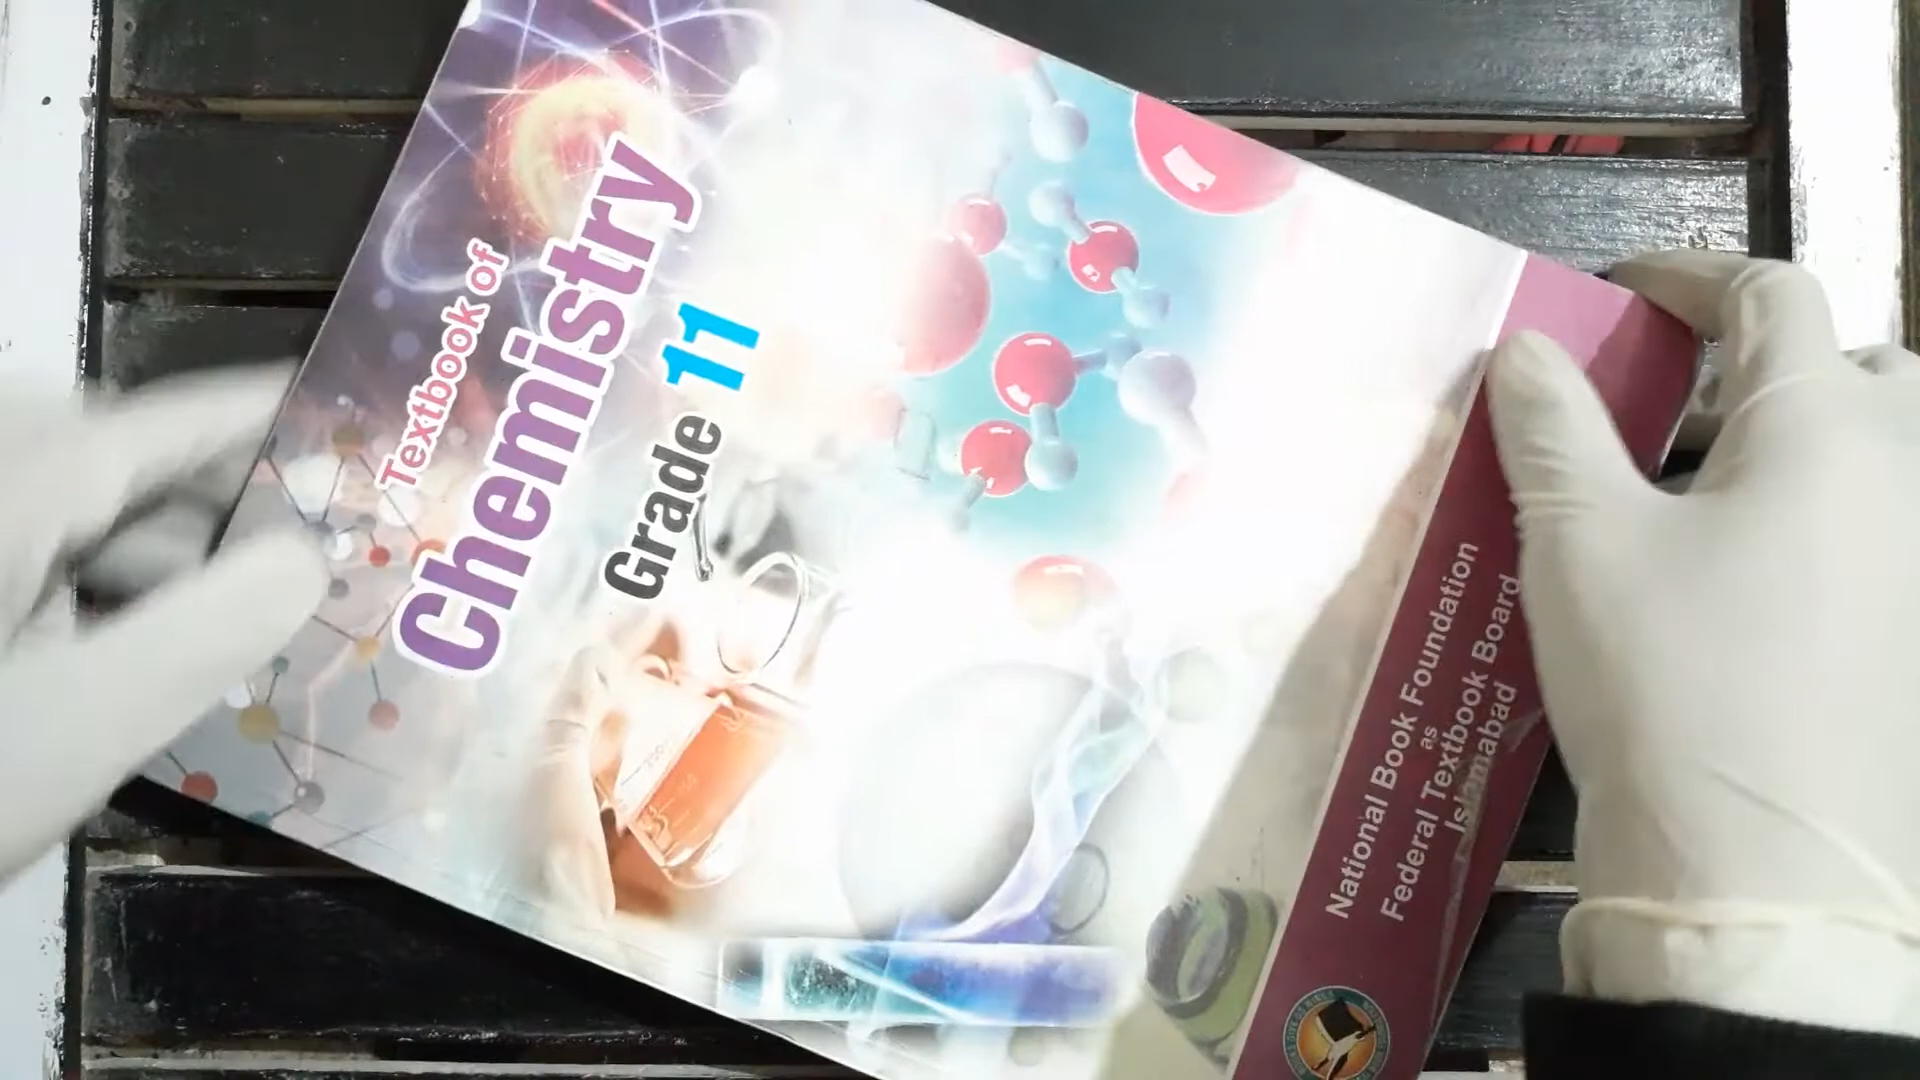 Textbook of
Chemistry
Grade 11
National Book Foundation
as
Federal Textbook Board
Islamabad